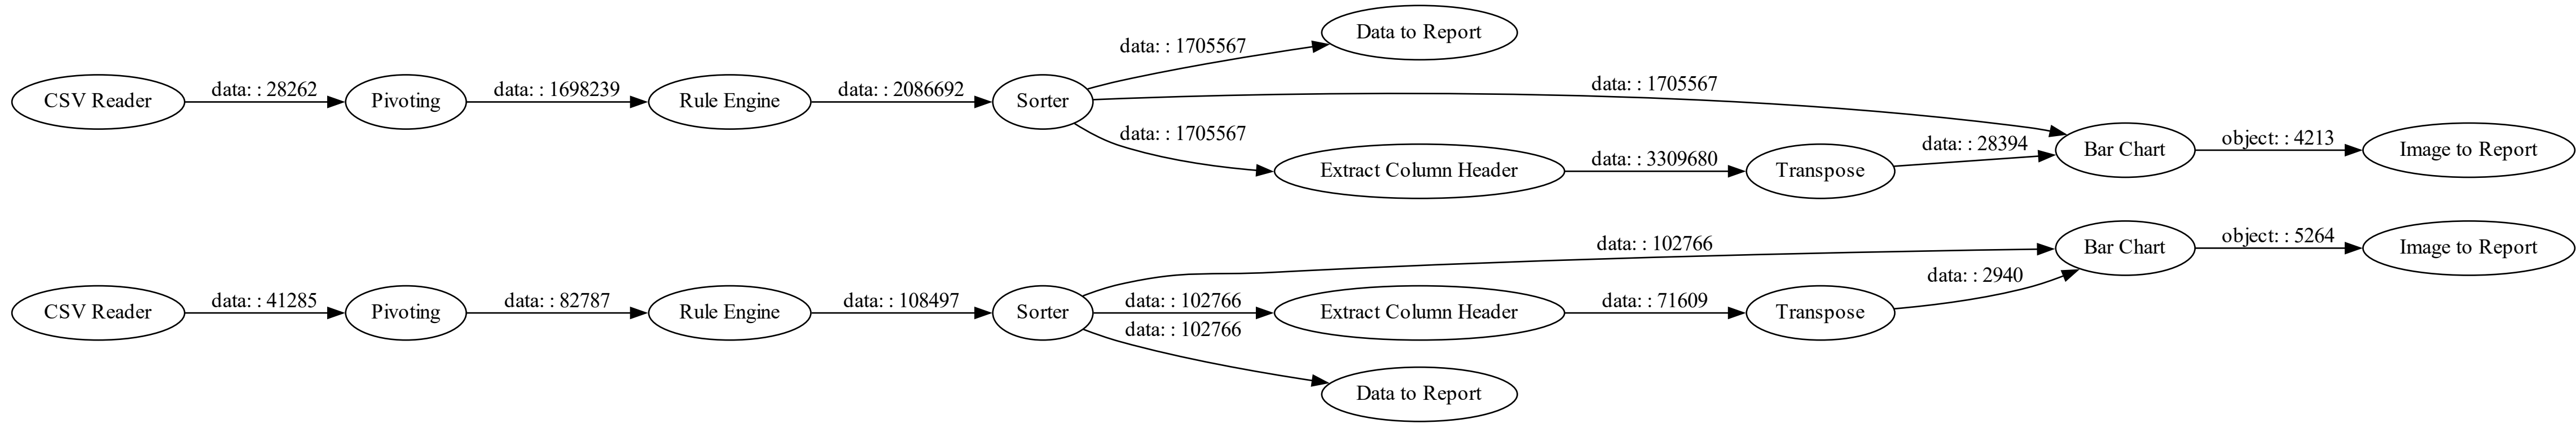 Data to Report
data: : 1705567
data: : 1705567
CSV Reader
data: : 28262
Pivoting
data: : 1698239
Rule Engine
data: : 2086692
Sorter
data: : 1705567
Extract Column Header
data: : 3309680
Transpose
data: : 28394
Bar Chart
object: : 4213
Image to Report
data: : 102766
Bar Chart
object: : 5264
Image to Report
CSV Reader
data: : 41285
Pivoting
data: : 82787
Rule Engine
data: : 108497
Sorter
data: : 102766
Extract Column Header
data: : 71609
Transpose
data: : 2940
data: : 102766
Data to Report